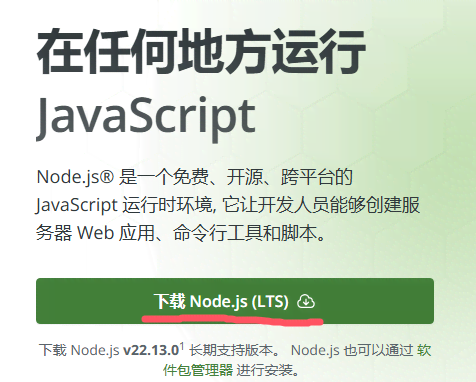 在任何地方运行
JavaScript
Node.js® 是一个免费、开源、跨平台的
JavaScript 运行时环境, 它让开发人员能够创建服
务器 Web 应用、命令行工具和脚本。
下载 Node.js (LTS)
下载 Node.js v22.13.0¹ 长期支持版本。 Node.js 也可以通过 软
件包管理器 进行安装。